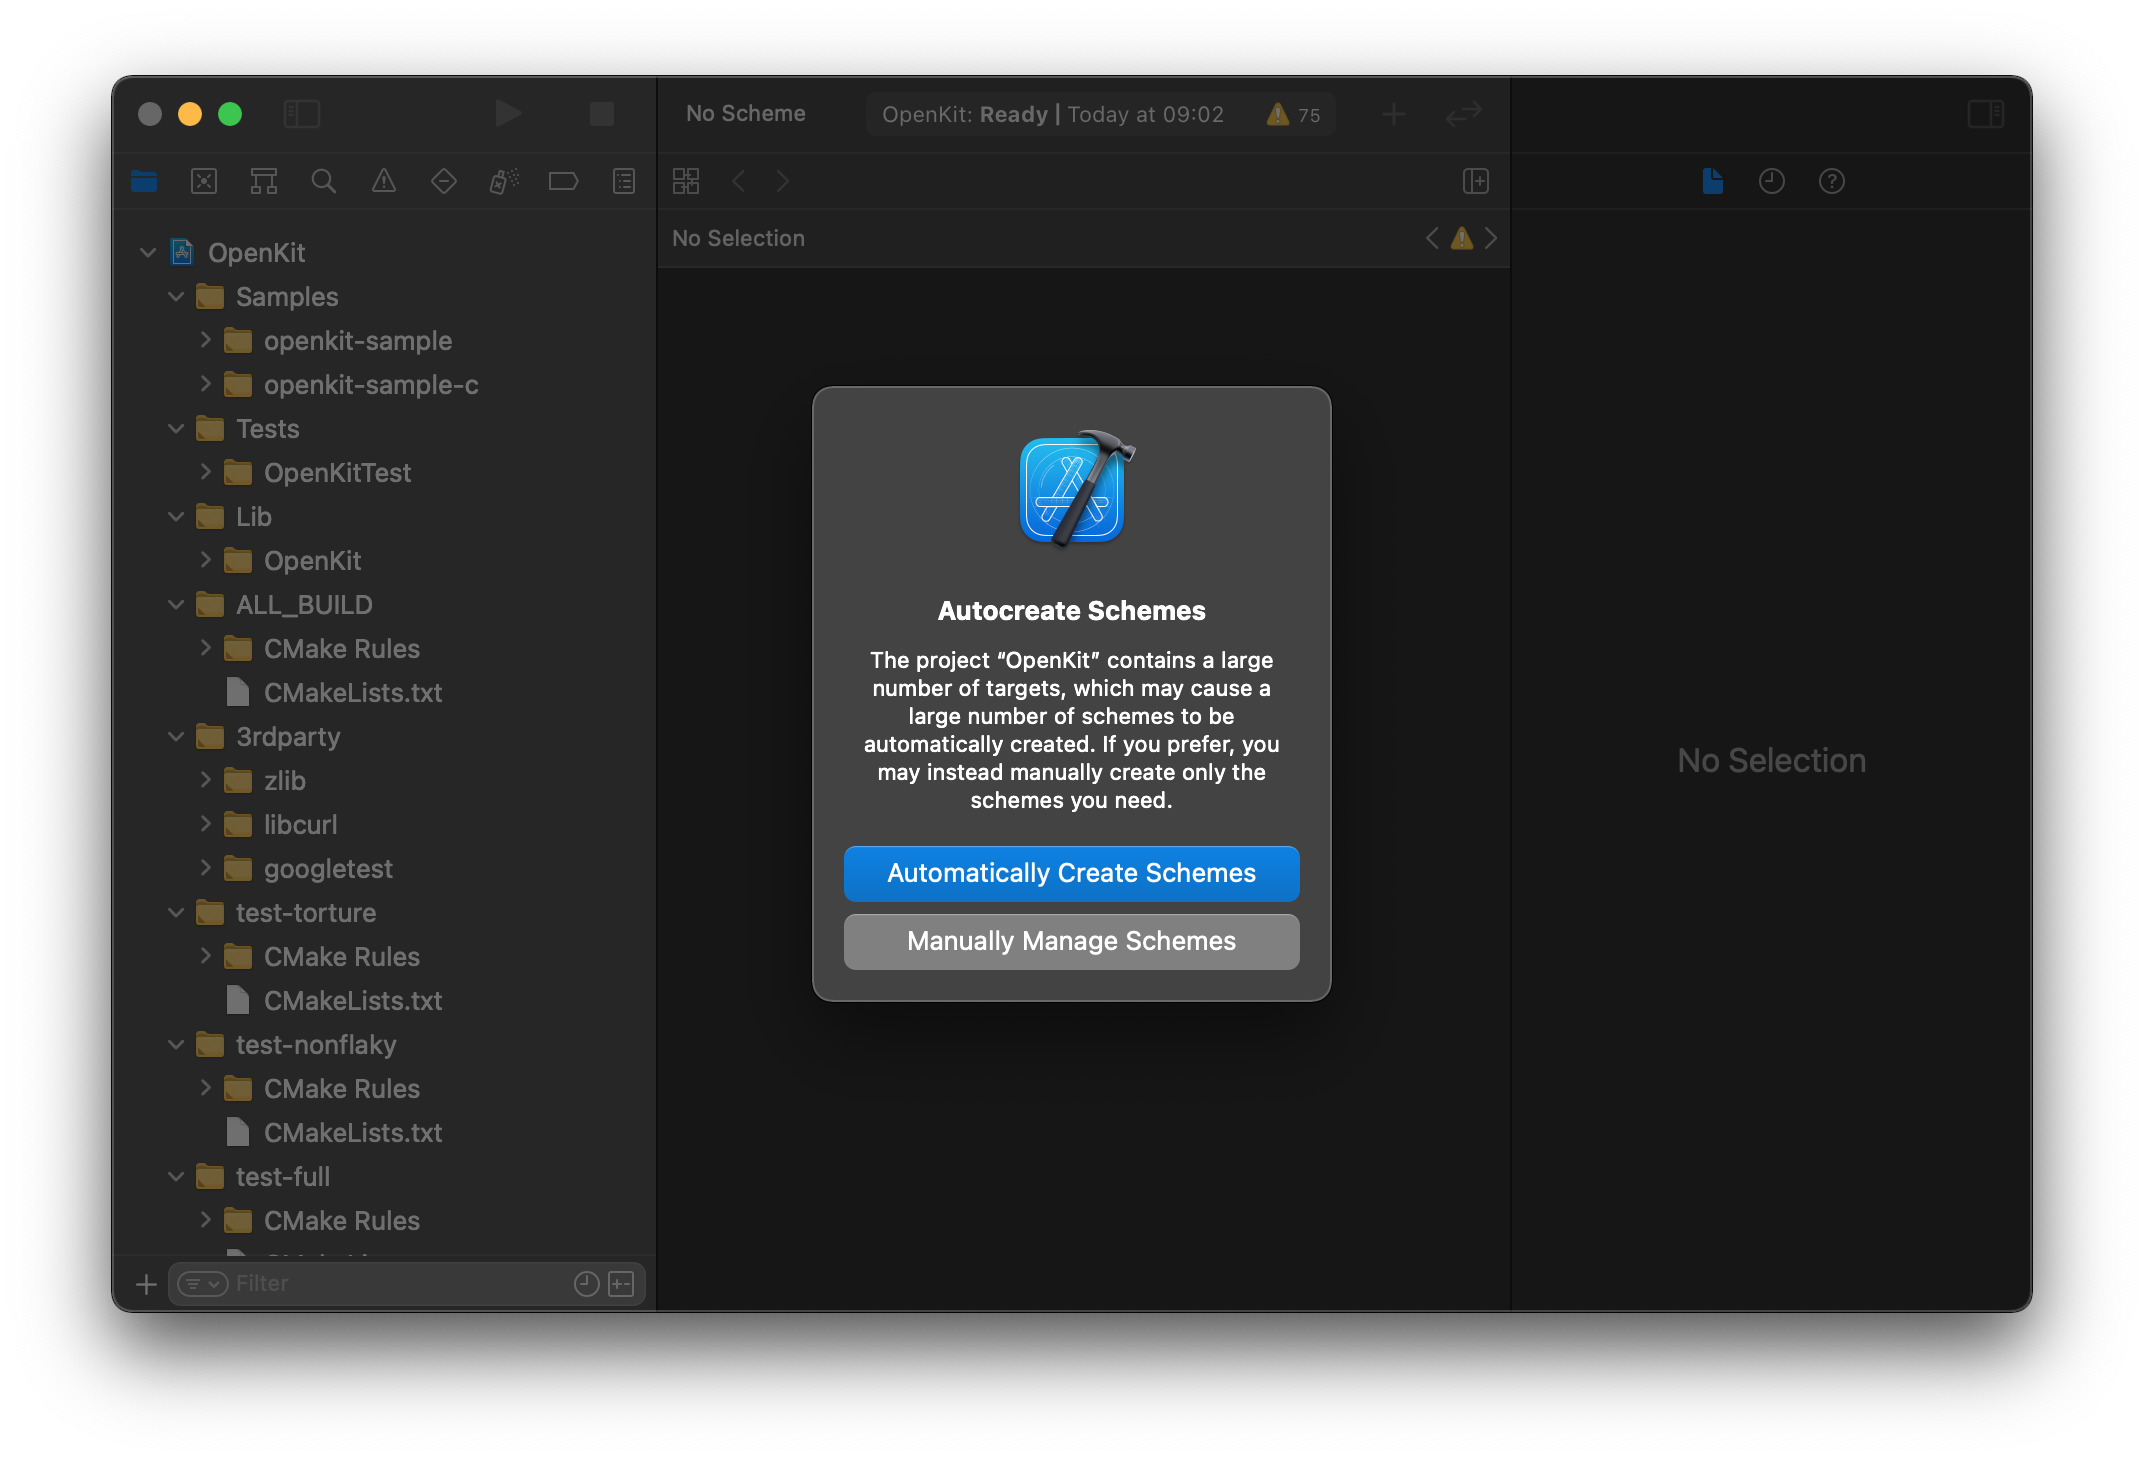 No Scheme
OpenKit: Ready | Today at 09:02
75
No Selection
OpenKit
Samples
openkit-sample
openkit-sample-c
Tests
OpenKitTest
Lib
OpenKit
ALL_BUILD
CMake Rules
CMakeLists.txt
3rdparty
zlib
libcurl
googletest
test-torture
CMake Rules
CMakeLists.txt
test-nonflaky
CMake Rules
CMakeLists.txt
test-full
CMake Rules
Filter
Autocreate Schemes
The project “OpenKit” contains a large
number of targets, which may cause a
large number of schemes to be
automatically created. If you prefer, you
may instead manually create only the
schemes you need.
Automatically Create Schemes
Manually Manage Schemes
No Selection